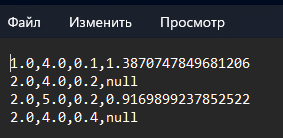 Файл Изменить Просмотр
1.0,4.0,0.1,1.3870747849681206
2.0,4.0,0.2,null
2.0,5.0,0.2,0.9169899237852522
2.0,4.0,0.4,null